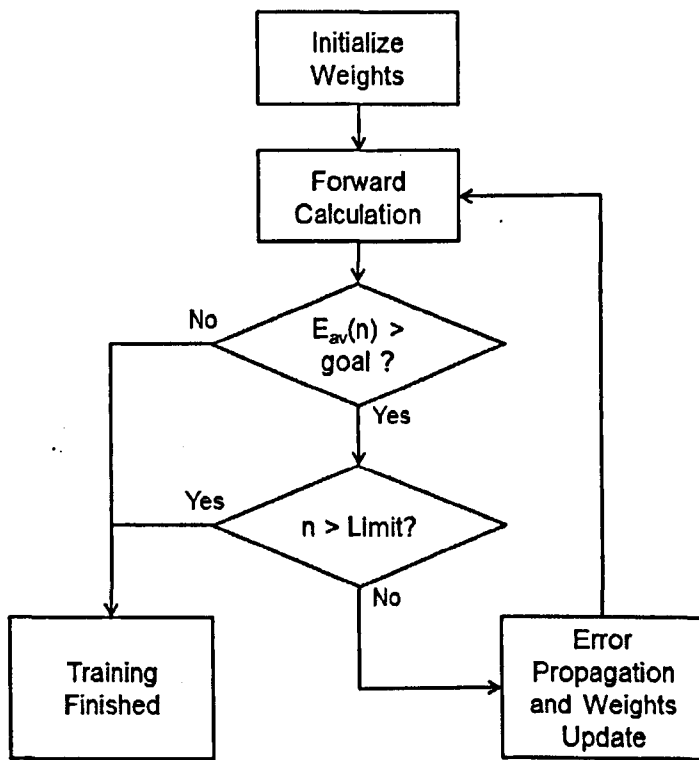 Initialize
Weights
Forward
Calculation
No
E_av(n) >
goal ?
Yes
Yes
n > Limit?
No
Training
Finished
Error
Propagation
and Weights
Update